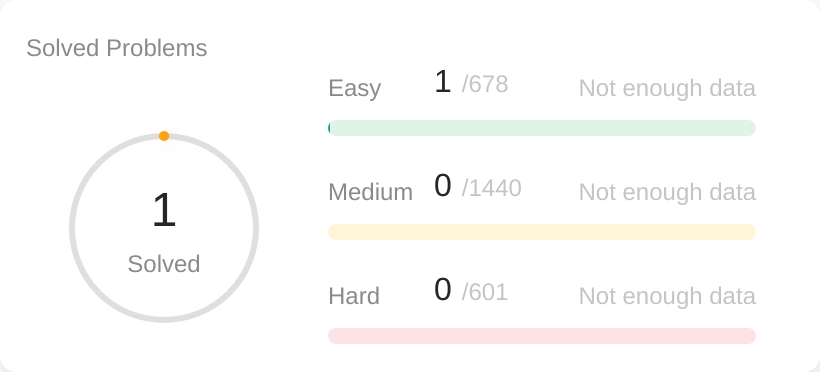 Solved Problems
1
Solved
Easy 1 /678 Not enough data
Medium 0 /1440 Not enough data
Hard 0 /601 Not enough data